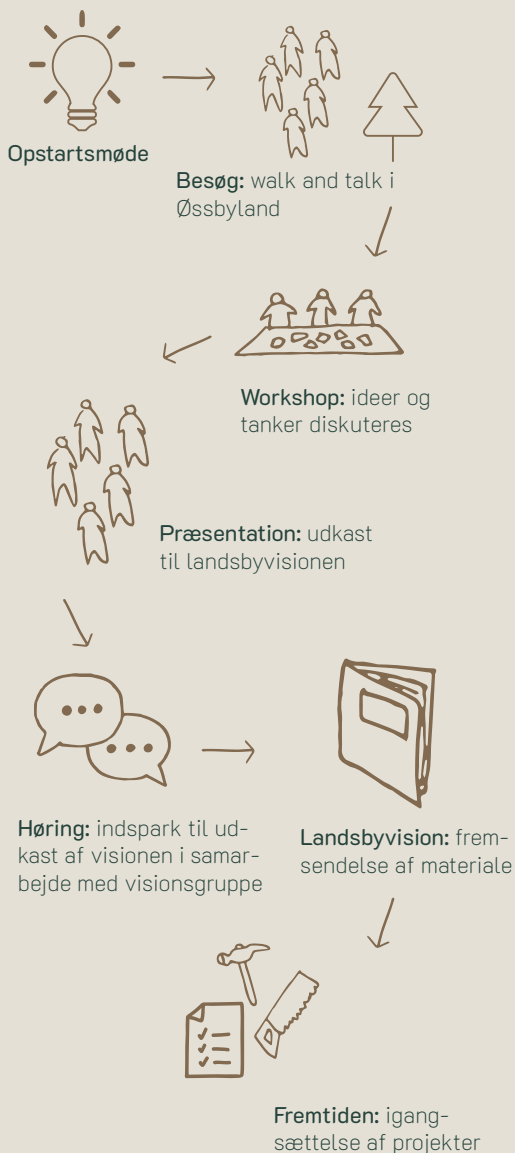 Opstartsmøde
Besøg: walk and talk i
Øssbyland
Workshop: ideer og
tanker diskuteres
Præsentation: udkast
til landsbyvisionen
Høring: indspark til ud-
kast af visionen i samar-
bejde med visionsgruppe
Landsbyvision: frem-
sendelse af materiale
Fremtiden: igang-
sættelse af projekter